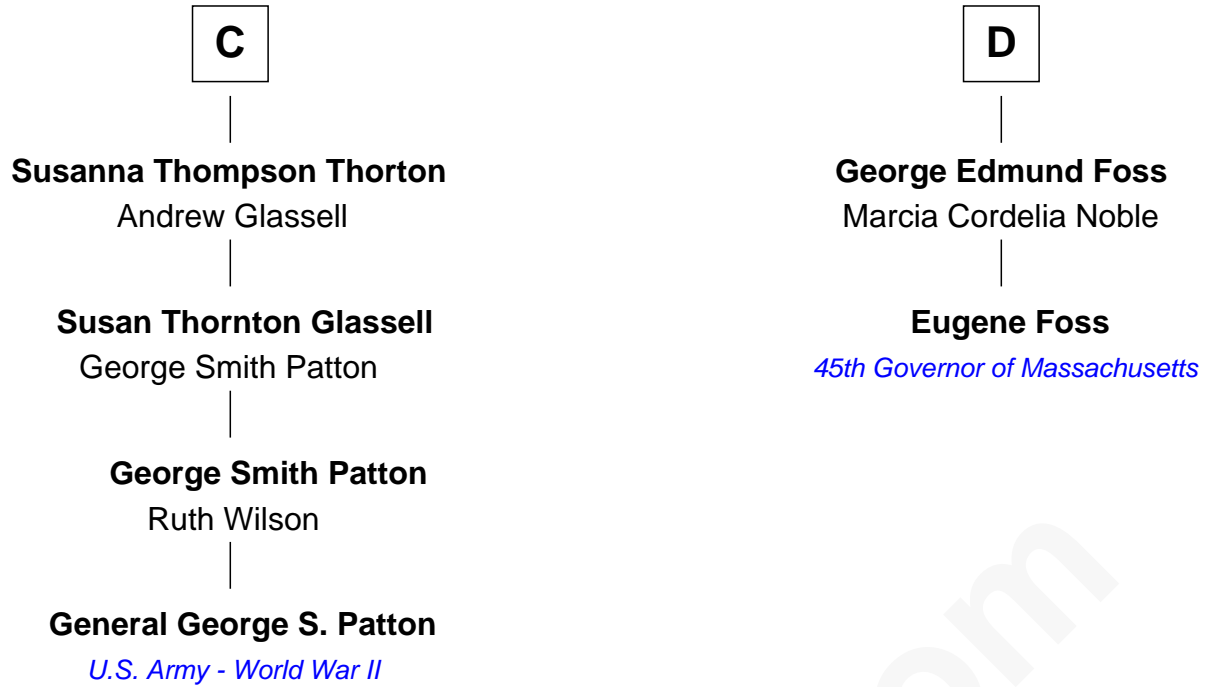 C
Susanna Thompson Thorton
Andrew Glassell
Susan Thornton Glassell
George Smith Patton
George Smith Patton
Ruth Wilson
General George S. Patton
U.S. Army - World War II
D
George Edmund Foss
Marcia Cordelia Noble
Eugene Foss
45th Governor of Massachusetts
om